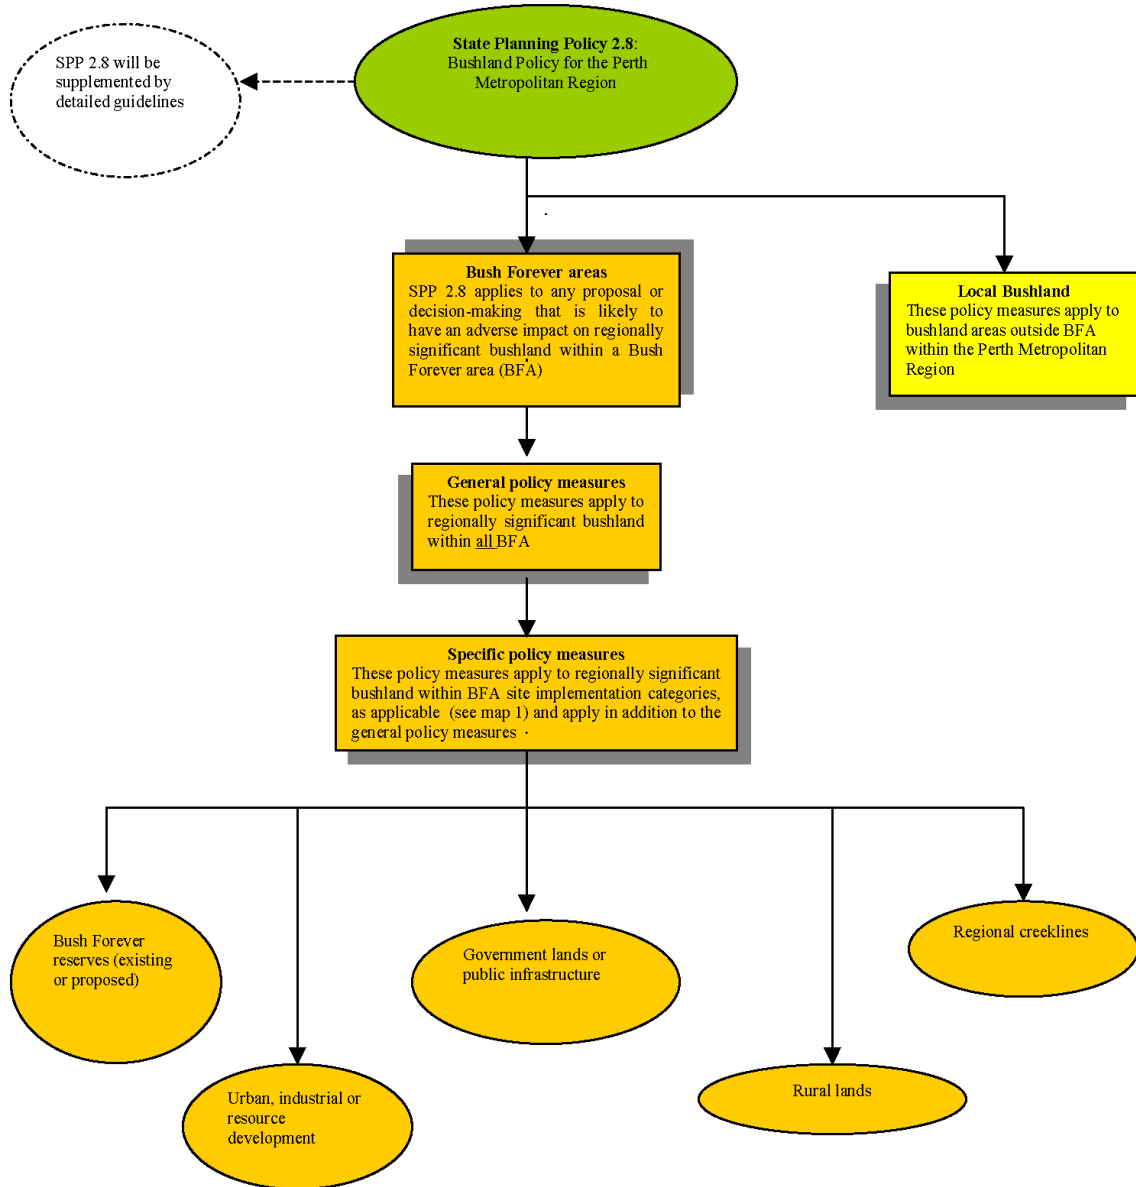 SPP 2.8 will be
supplemented by
detailed guidelines
State Planning Policy 2.8:
Bushland Policy for the Perth
Metropolitan Region
Bush Forever areas
SPP 2.8 applies to any proposal or
decision-making that is likely to
have an adverse impact on regionally
significant bushland within a Bush
Forever area (BFA)
Local Bushland
These policy measures apply to
bushland areas outside BFA
within the Perth Metropolitan
Region
General policy measures
These policy measures apply to
regionally significant bushland
within all BFA
Specific policy measures
These policy measures apply to regionally significant
bushland within BFA site implementation categories,
as applicable (see map 1) and apply in addition to the
general policy measures
Bush Forever
reserves (existing
or proposed)
Urban, industrial or
resource
development
Government lands or
public infrastructure
Rural lands
Regional creeklines